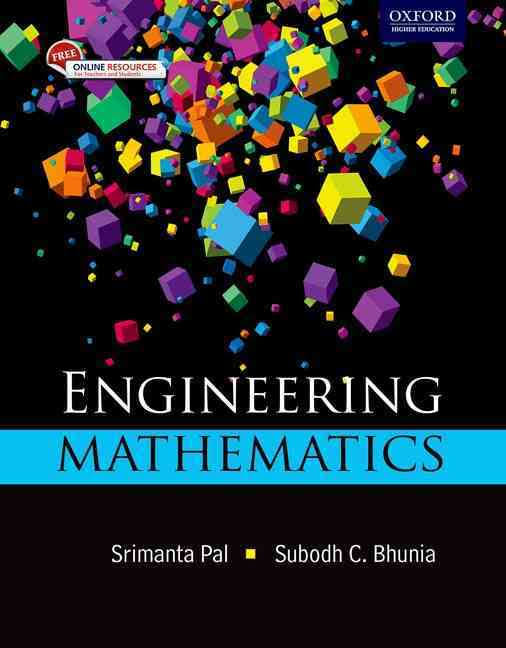 OXFORD
HIGHER EDUCATION
FREE
ONLINE RESOURCES
For Teachers and Students
ENGINEERING
MATHEMATICS
Srimanta Pal ■ Subodh C. Bhunia